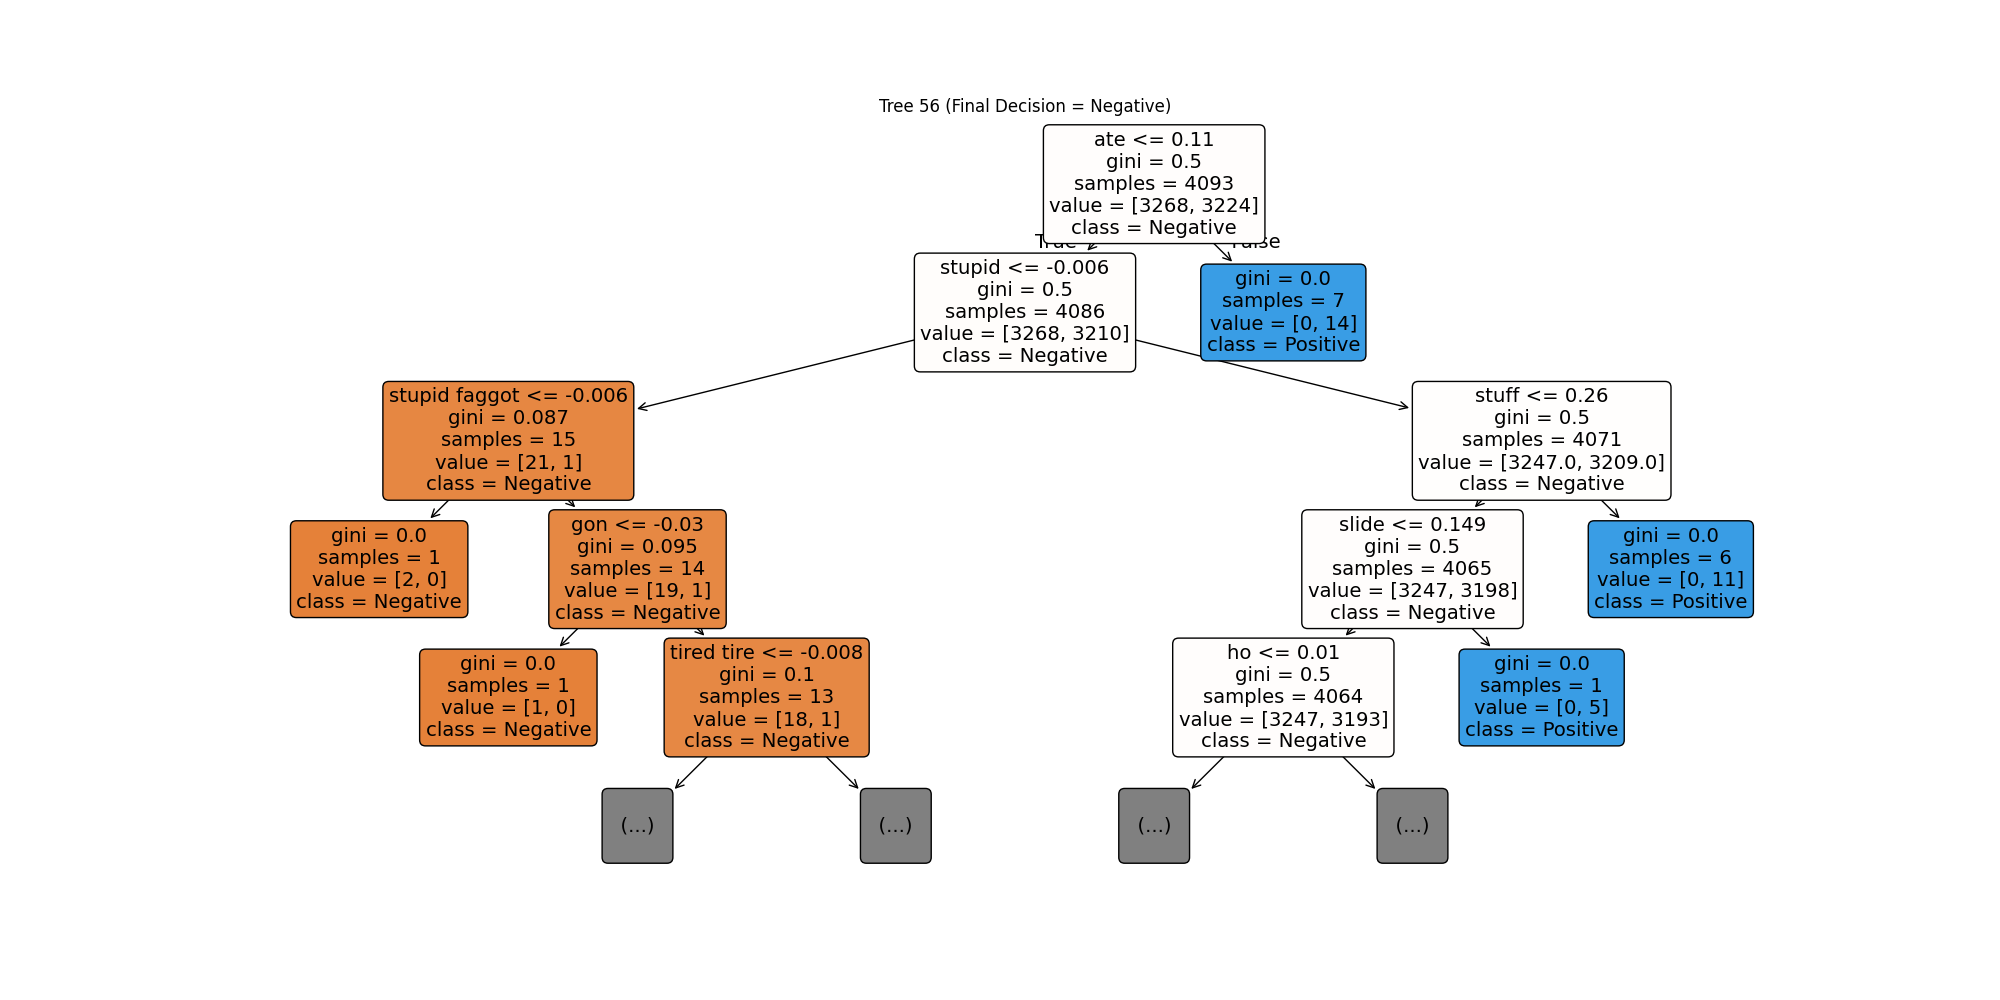 Tree 56 (Final Decision = Negative)
ate <= 0.11
gini = 0.5
samples = 4093
value = [3268, 3224]
class = Negative
True
False
stupid <= -0.006
gini = 0.5
samples = 4086
value = [3268, 3210]
class = Negative
gini = 0.0
samples = 7
value = [0, 14]
class = Positive
stupid faggot <= -0.006
gini = 0.087
samples = 15
value = [21, 1]
class = Negative
stuff <= 0.26
gini = 0.5
samples = 4071
value = [3247.0, 3209.0]
class = Negative
gini = 0.0
samples = 1
value = [2, 0]
class = Negative
gon <= -0.03
gini = 0.095
samples = 14
value = [19, 1]
class = Negative
slide <= 0.149
gini = 0.5
samples = 4065
value = [3247, 3198]
class = Negative
gini = 0.0
samples = 6
value = [0, 11]
class = Positive
gini = 0.0
samples = 1
value = [1, 0]
class = Negative
tired tire <= -0.008
gini = 0.1
samples = 13
value = [18, 1]
class = Negative
ho <= 0.01
gini = 0.5
samples = 4064
value = [3247, 3193]
class = Negative
gini = 0.0
samples = 1
value = [0, 5]
class = Positive
(...)
(...)
(...)
(...)